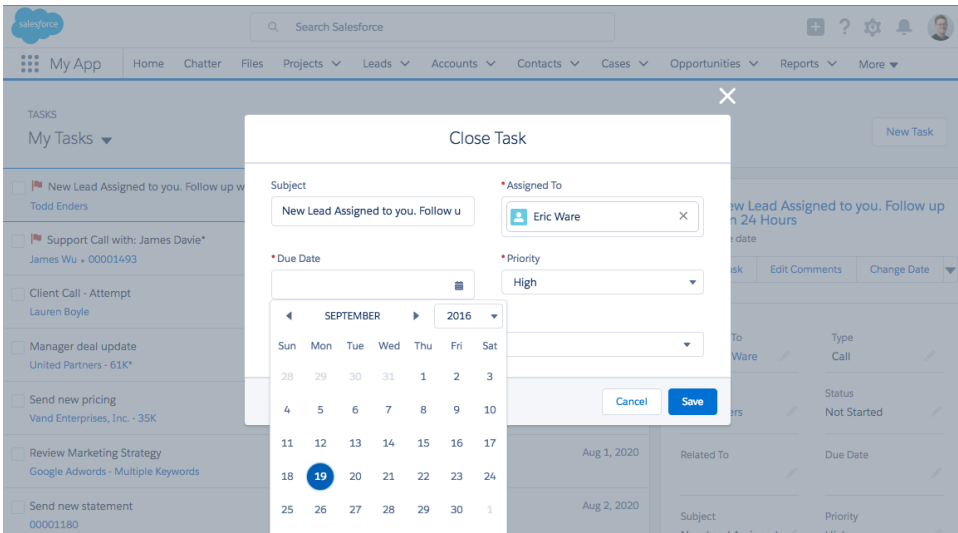 salesforce
Search Salesforce
My App Home Chatter Files Projects Leads Accounts Contacts Cases Opportunities Reports More
TASKS
My Tasks
New Task
Close Task
New Lead Assigned to you. Follow up w
Todd Enders
Support Call with: James Davie*
James Wu • 00001493
Client Call - Attempt
Lauren Boyle
Manager deal update
United Partners - 61K*
Send new pricing
Vand Enterprises, Inc. - 35K
Review Marketing Strategy
Google Adwords - Multiple Keywords
Aug 1, 2020
Send new statement
00001180
Aug 2, 2020
Subject
New Lead Assigned to you. Follow u
*Assigned To
Eric Ware
*Due Date
*Priority
High
SEPTEMBER 2016
Sun Mon Tue Wed Thu Fri Sat
28 29 30 31 1 2 3
4 5 6 7 8 9 10
11 12 13 14 15 16 17
18 19 20 21 22 23 24
25 26 27 28 29 30 1
Cancel Save
ew Lead Assigned to you. Follow up
n 24 Hours
e date
sk Edit Comments Change Date
To Type
Ware Call
Status
ers Not Started
Related To Due Date
Subject Priority